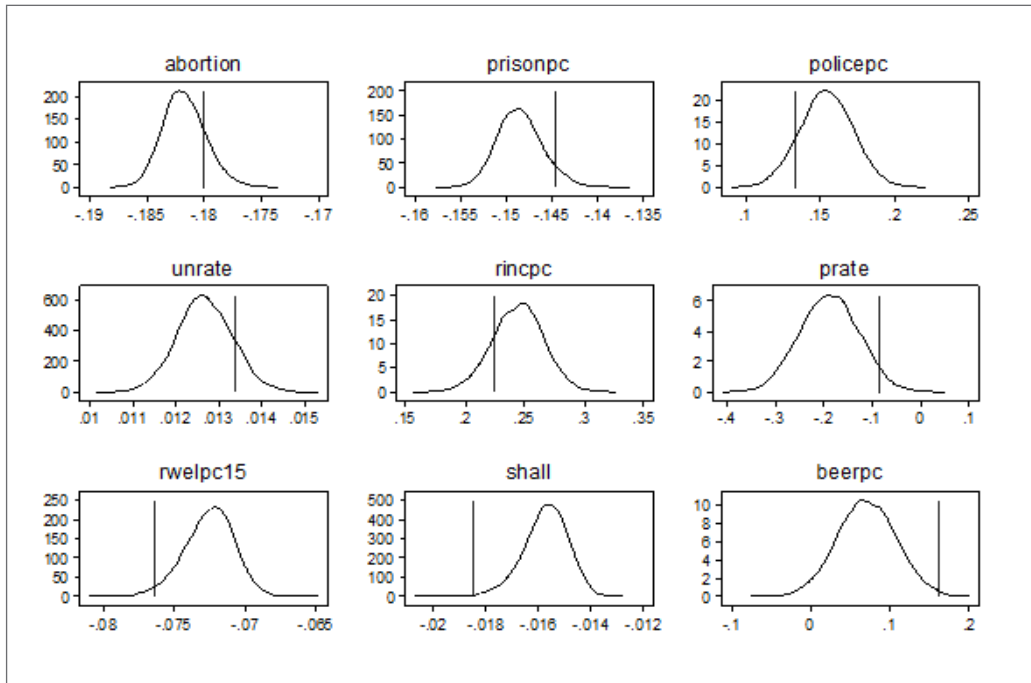 abortion
200
150
100
50
0
-.19 -.185 -.18 -.175 -.17
prisonpc
200
150
100
50
0
-.16 -.155 -.15 -.145 -.14 -.135
policepc
20
15
10
5
0
.1 .15 .2 .25
unrate
600
400
200
0
.01 .011 .012 .013 .014 .015
rincpc
20
15
10
5
0
.15 .2 .25 .3 .35
prate
6
4
2
0
-.4 -.3 -.2 -.1 0 .1
rwelpc15
250
200
150
100
50
0
-.08 -.075 -.07 -.065
shall
500
400
300
200
100
0
-.02 -.018 -.016 -.014 -.012
beerpc
10
8
6
4
2
0
-.1 0 .1 .2